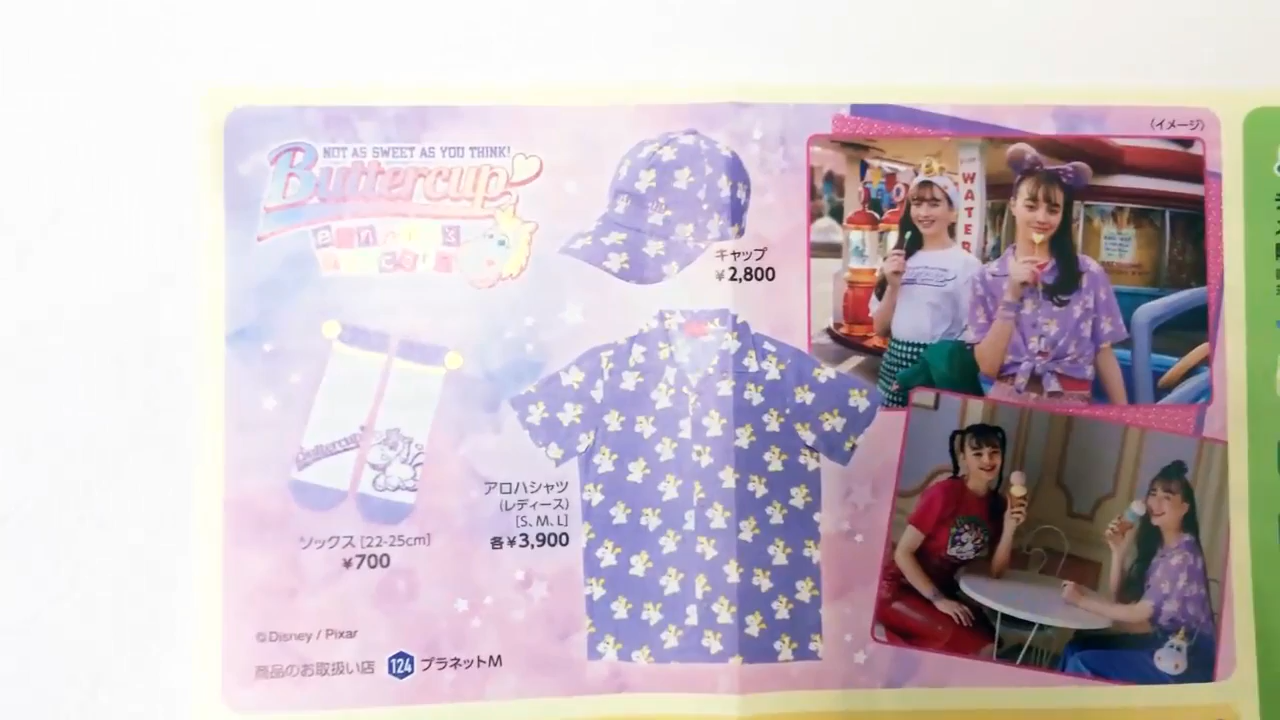 NOT AS SWEET AS YOU THINK!
Buttercup
(イメージ)
WATER
キャップ
¥2,800
Buttercup
アロハシャツ
(レディース)
[S、M、L]
各¥3,900
ソックス [22-25cm]
¥700
©Disney / Pixar
商品のお取扱い店 124 プラネットM